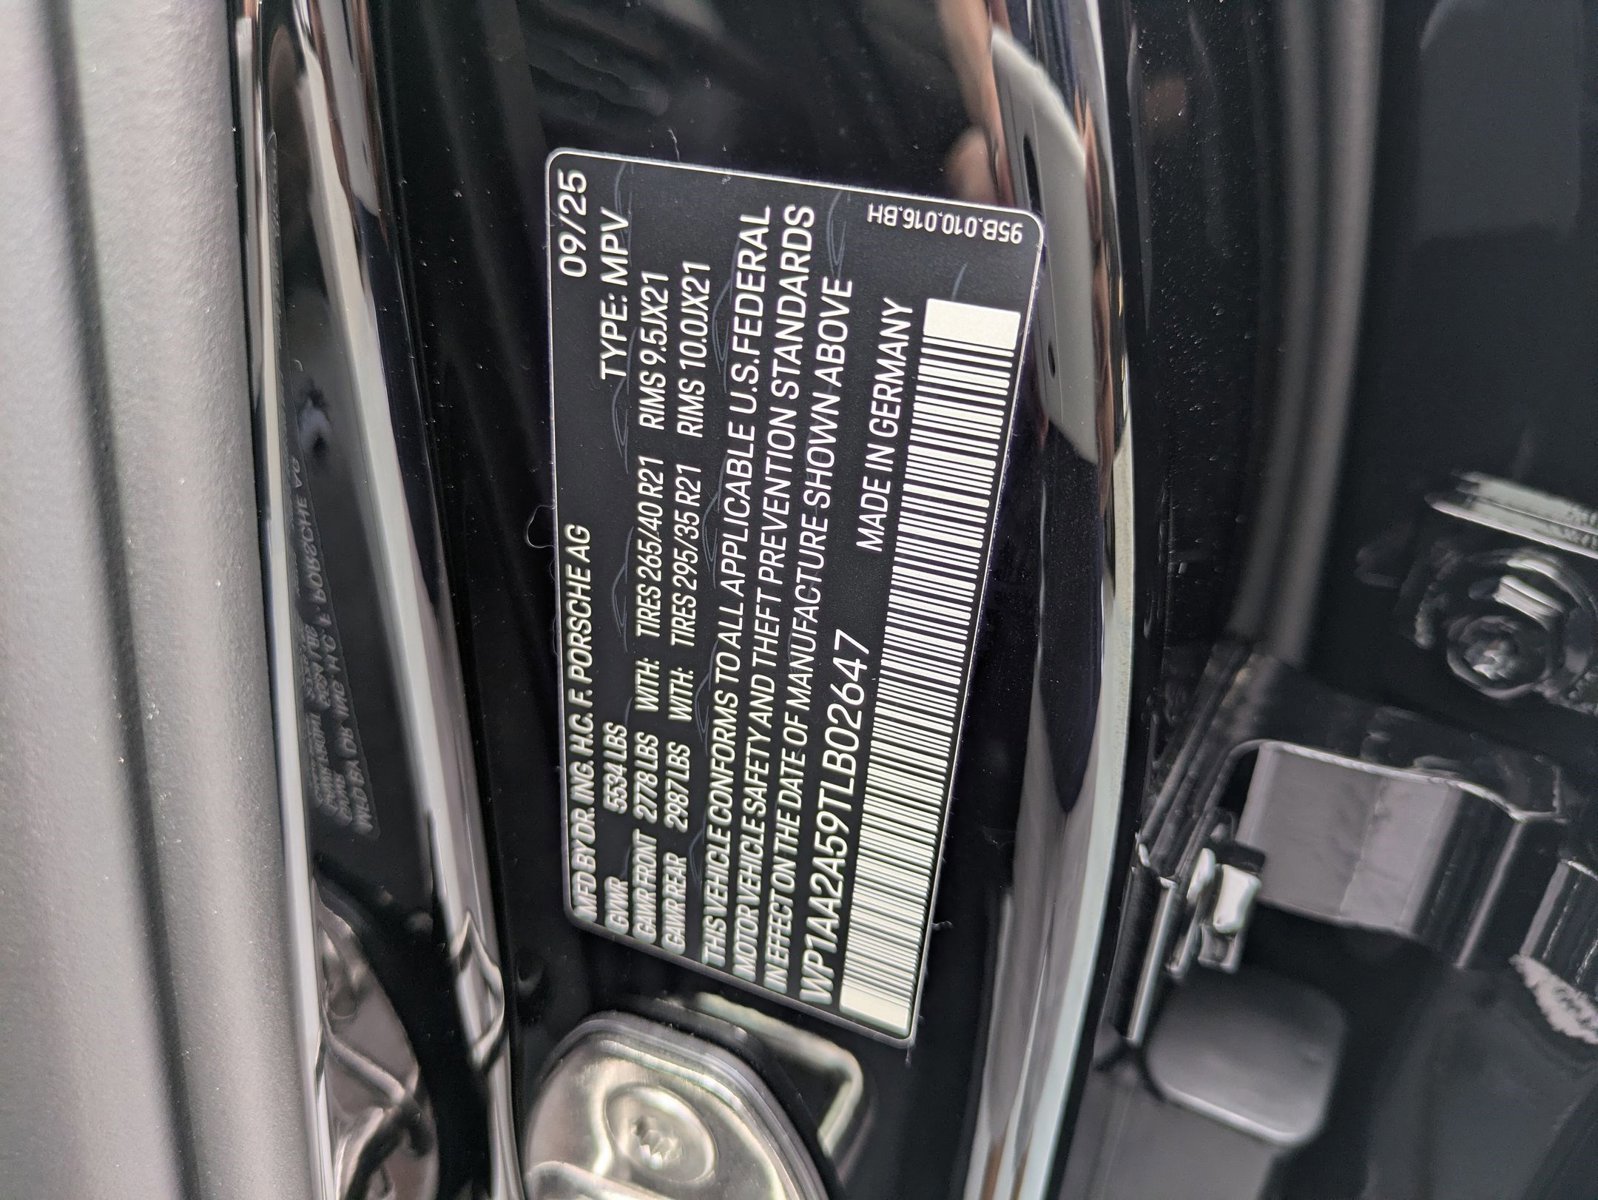 MFD BY DR. ING. H.C. F. PORSCHE AG 09/25
GVWR 5534 LBS TYPE: MPV
GAWR FRONT 2778 LBS WITH: TIRES 265/40 R21 RIMS 9.5JX21
GAWR REAR 2987 LBS WITH: TIRES 295/35 R21 RIMS 10.0JX21
THIS VEHICLE CONFORMS TO ALL APPLICABLE U.S. FEDERAL
MOTOR VEHICLE SAFETY AND THEFT PREVENTION STANDARDS
IN EFFECT ON THE DATE OF MANUFACTURE SHOWN ABOVE
WP1AA2A59TLB02647 MADE IN GERMANY
95B.010.016.BH